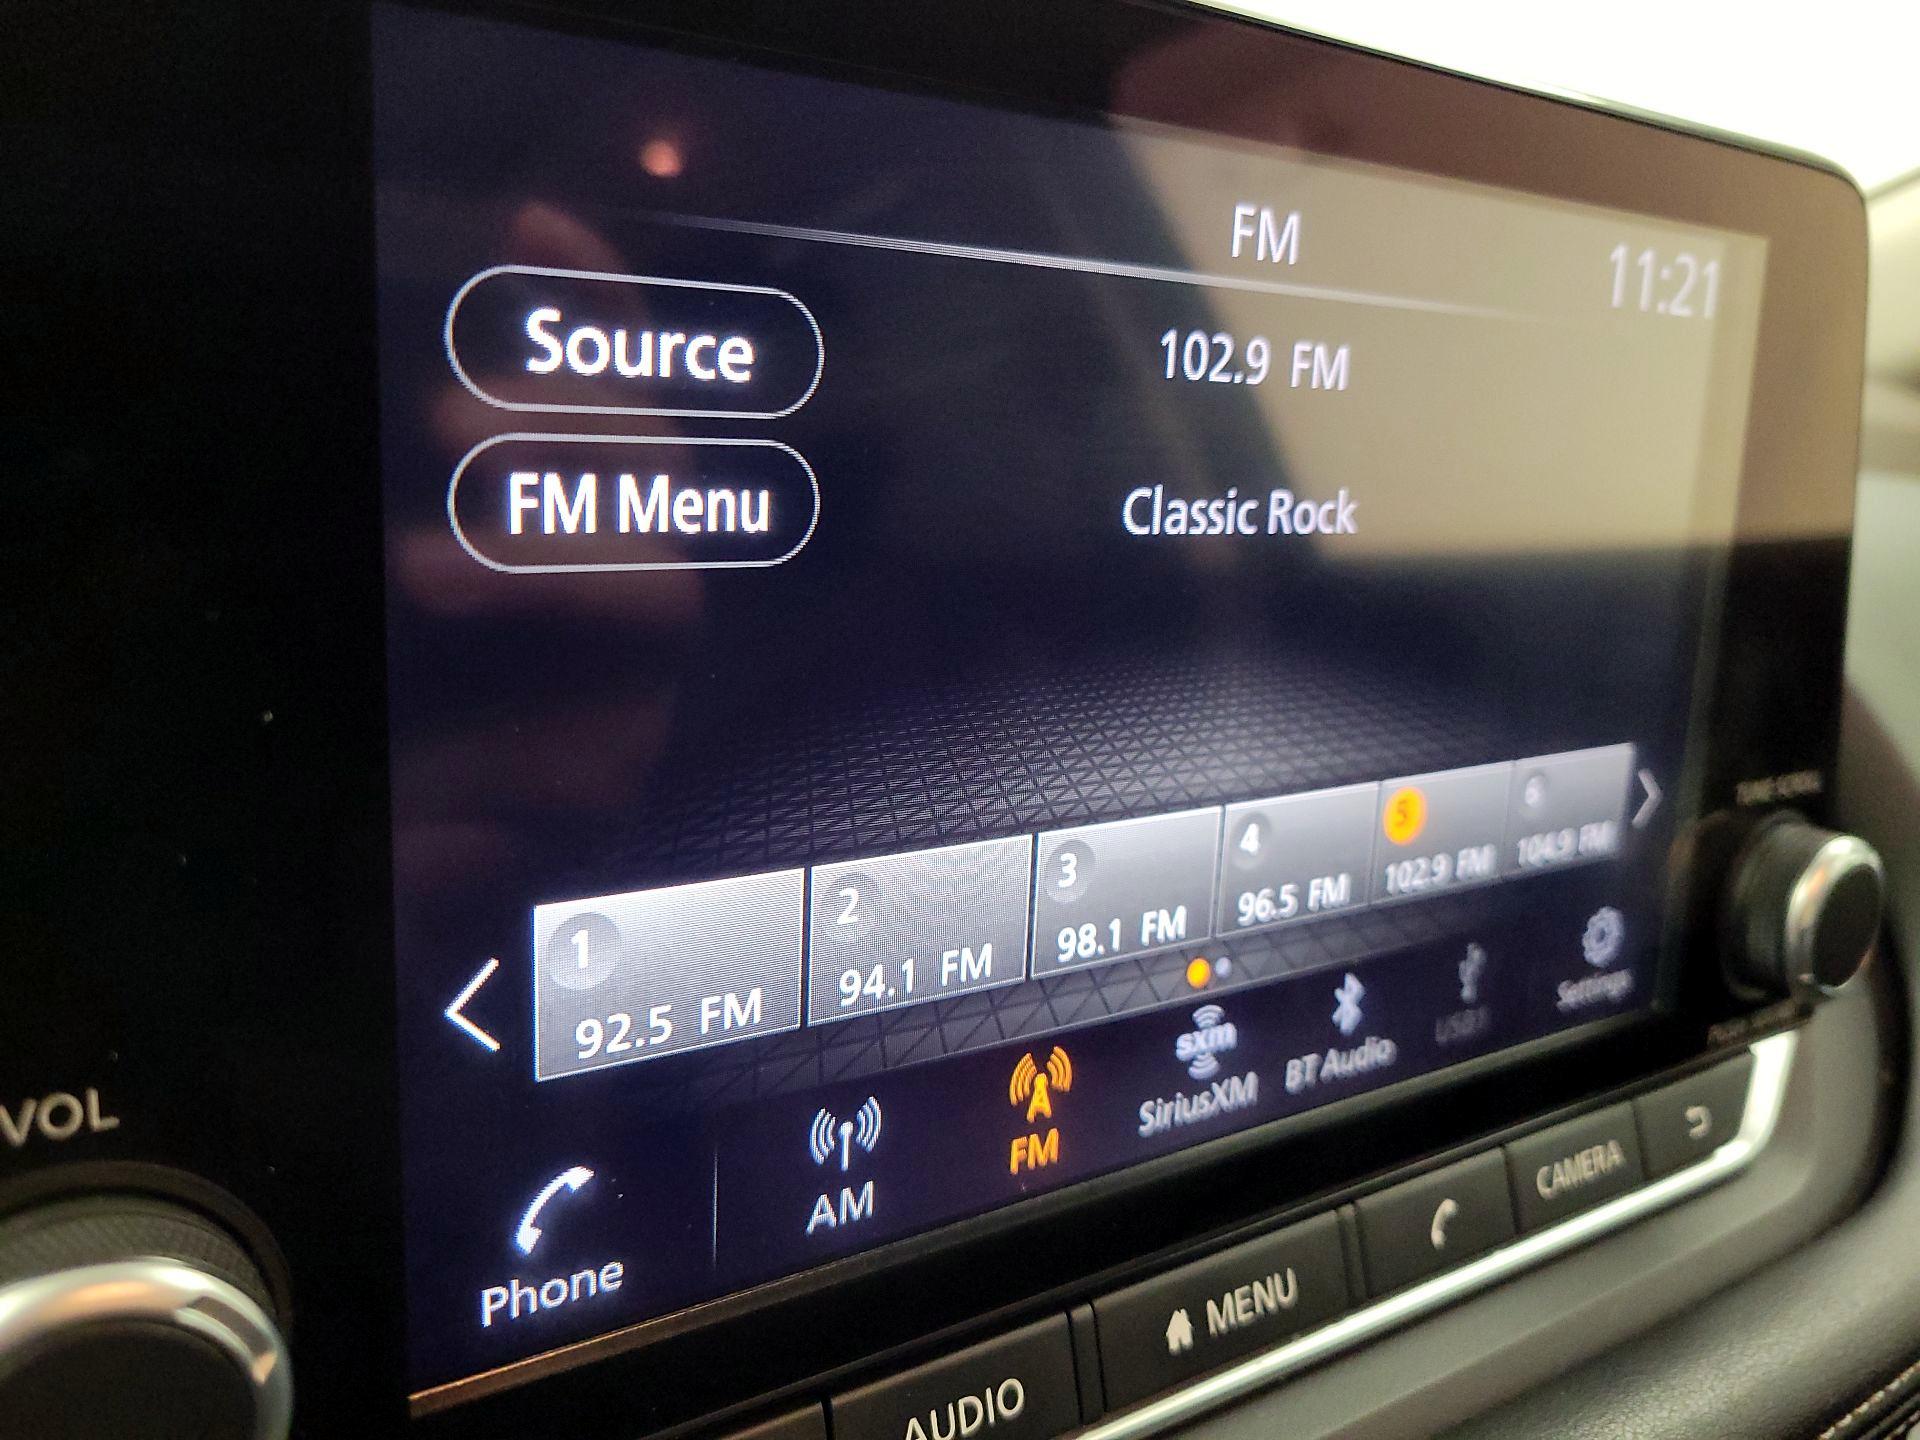 FM
11:21
Source
102.9 FM
FM Menu
Classic Rock
1
92.5 FM
2
94.1 FM
3
98.1 FM
4
96.5 FM
5
102.9 FM
6
104.9 FM
Phone
AM
FM
sxm
SiriusXM
BT Audio
USB1
Settings
VOL
AUDIO
MENU
CAMERA